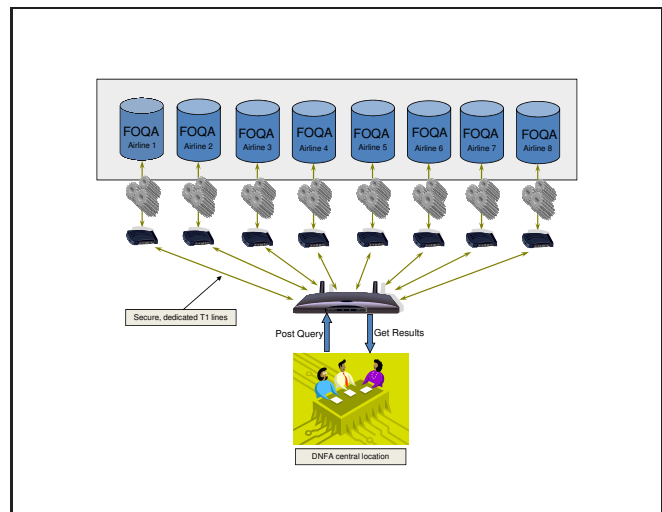 FOQA
Airline 1
FOQA
Airline 2
FOQA
Airline 3
FOQA
Airline 4
FOQA
Airline 5
FOQA
Airline 6
FOQA
Airline 7
FOQA
Airline 8
Secure, dedicated T1 lines
Post Query
Get Results
DNFA central location